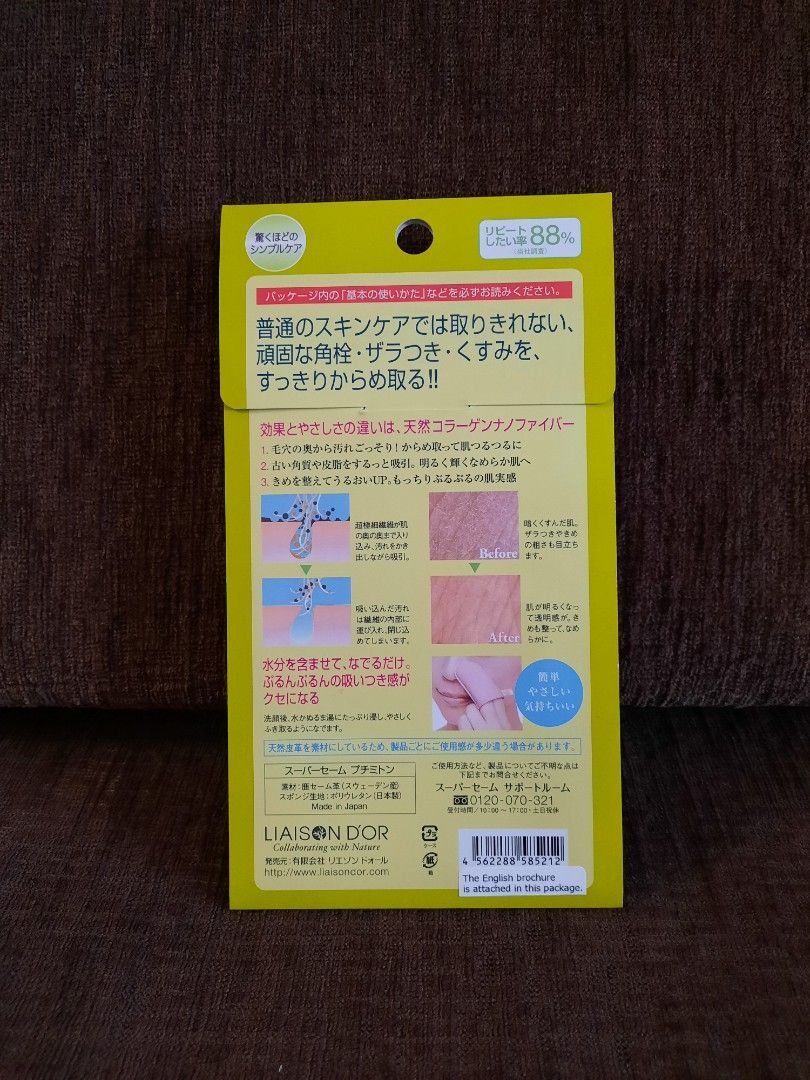 驚くほどの
シンプルケア
リピート
したい率 88%
(当社調査)
パッケージ内の「基本の使いかた」などを必ずお読みください。
普通のスキンケアでは取りきれない、
頑固な角栓・ザラつき・くすみを、
すっきりからめ取る!!
効果とやさしさの違いは、天然コラーゲンナノファイバー
1. 毛穴の奥から汚れごっそり!からめ取って肌つるつるに
2. 古い角質や皮脂をするっと吸引。明るく輝くなめらか肌へ
3. きめを整えてうるおいUP。もっちりぷるぷるの肌実感
超極細繊維が肌
の奥の奥まで入り
込み、汚れをかき
出しながら吸引。
Before
暗くくすんだ肌。
ザラつきやきめ
の粗さも目立ち
ます。
吸い込んだ汚れ
は繊維の内部に
運び入れ、閉じ込
めてしまいます。
After
肌が明るくなっ
て透明感が。き
めも整って、なめ
らかに。
水分を含ませて、なでるだけ。
ぷるんぷるんの吸いつき感が
クセになる
洗顔後、水かぬるま湯にたっぷり浸し、やさしく
ふき取るようになでます。
簡単
やさしい
気持ちいい
天然皮革を素材にしているため、製品ごとにご使用感が多少違う場合があります。
スーパーセーム プチミトン
素材:鹿セーム革(スウェーデン産)
スポンジ生地:ポリウレタン(日本製)
Made in Japan
ご使用方法など、製品についてご不明な点は
下記までお問合せください。
スーパーセーム サポートルーム
0120-070-321
受付時間/10:00~17:00・土日祝休
LIAISON D'OR
Collaborating with Nature
発売元:有限会社 リエゾンドォール
http://www.liaisondor.com
プラ
ケース
紙
箱
4 562288 585212
The English brochure
is attached in this package.